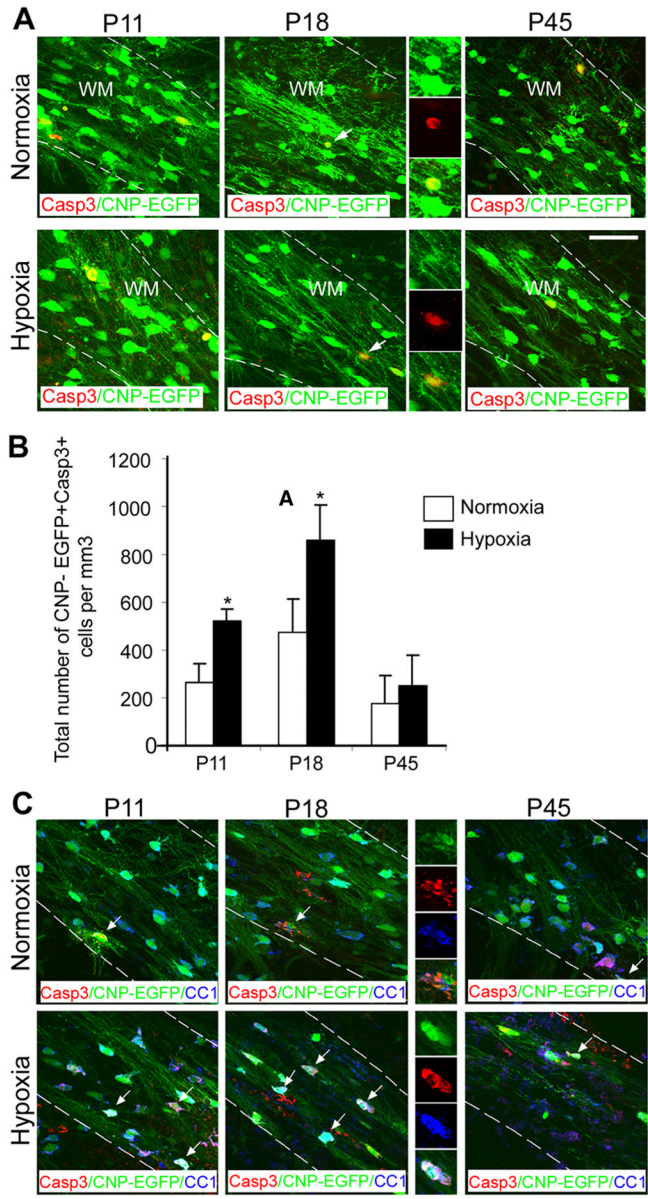 A
P11 P18 P45
Normoxia
WM WM WM
Casp3/CNP-EGFP Casp3/CNP-EGFP Casp3/CNP-EGFP
Hypoxia
WM WM WM
Casp3/CNP-EGFP Casp3/CNP-EGFP Casp3/CNP-EGFP
B
Total number of CNP- EGFP+Casp3+
cells per mm3
1200
1000
800
600
400
200
0
A
*
*
Normoxia
Hypoxia
P11 P18 P45
C
P11 P18 P45
Normoxia
Casp3/CNP-EGFP/CC1 Casp3/CNP-EGFP/CC1 Casp3/CNP-EGFP/CC1
Hypoxia
Casp3/CNP-EGFP/CC1 Casp3/CNP-EGFP/CC1 Casp3/CNP-EGFP/CC1